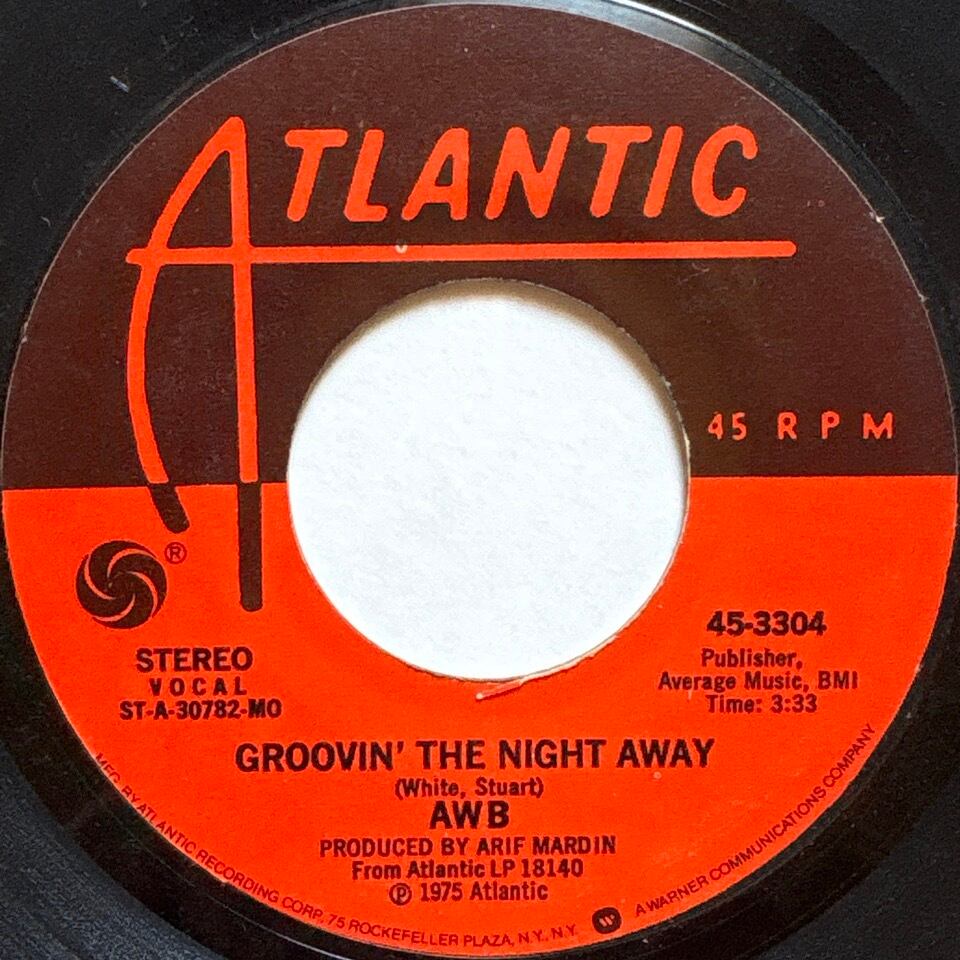 ATLANTIC
45 RPM
®
STEREO
VOCAL
ST-A-30782-MO
45-3304
Publisher,
Average Music, BMI
Time: 3:33
GROOVIN' THE NIGHT AWAY
(White, Stuart)
AWB
PRODUCED BY ARIF MARDIN
From Atlantic LP 18140
℗ 1975 Atlantic
MFG. BY ATLANTIC RECORDING CORP., 75 ROCKEFELLER PLAZA, N.Y., N.Y. W A WARNER COMMUNICATIONS COMPANY